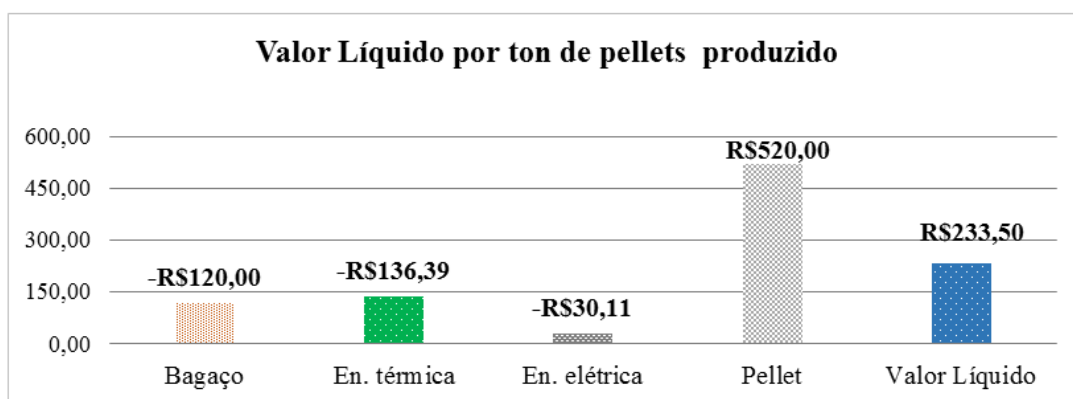 Valor Líquido por ton de pellets produzido
600,00
450,00
300,00
150,00
0,00
-R$120,00
-R$136,39
-R$30,11
R$520,00
R$233,50
Bagaço
En. térmica
En. elétrica
Pellet
Valor Líquido